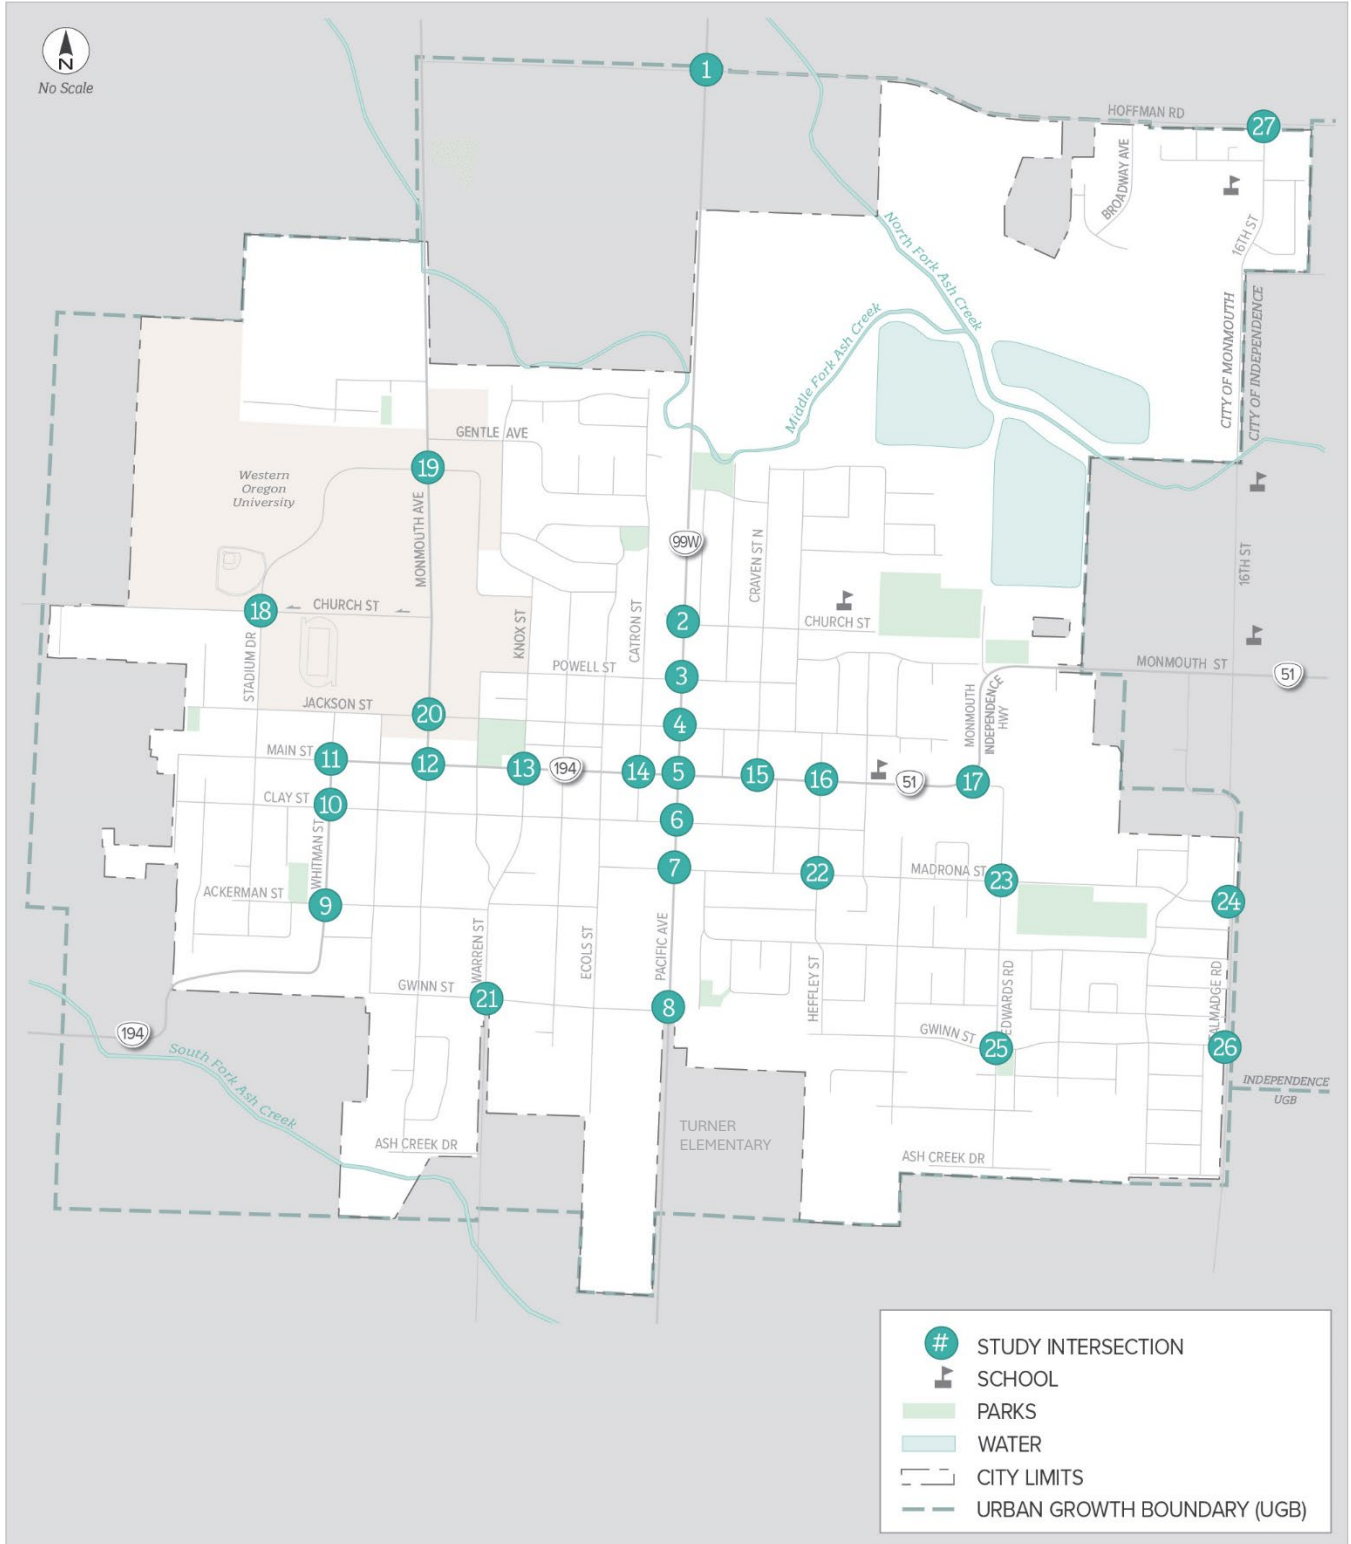 N
No Scale
1
HOFFMAN RD
27
BROADWAY AVE
16TH ST
North Fork Ash Creek
CITY OF MONMOUTH
CITY OF INDEPENDENCE
Middle Fork Ash Creek
GENTLE AVE
19
Western
Oregon
University
MONMOUTH AVE
99W
CRAVEN ST N
16TH ST
18
CHURCH ST
KNOX ST
CATRON ST
2
CHURCH ST
STADIUM DR
POWELL ST
3
MONMOUTH ST
51
JACKSON ST
20
4
MONMOUTH
INDEPENDENCE
HWY
MAIN ST
11
12
13
194
14
5
15
16
51
17
CLAY ST
10
6
WHITMAN ST
7
22
MADRONA ST
23
ACKERMAN ST
9
24
WARREN ST
ECOLS ST
PACIFIC AVE
HEFFLEY ST
EDWARDS RD
TALMADGE RD
GWINN ST
21
8
194
GWINN ST
25
26
South Fork Ash Creek
INDEPENDENCE
UGB
TURNER
ELEMENTARY
ASH CREEK DR
ASH CREEK DR
# STUDY INTERSECTION
SCHOOL
PARKS
WATER
CITY LIMITS
URBAN GROWTH BOUNDARY (UGB)